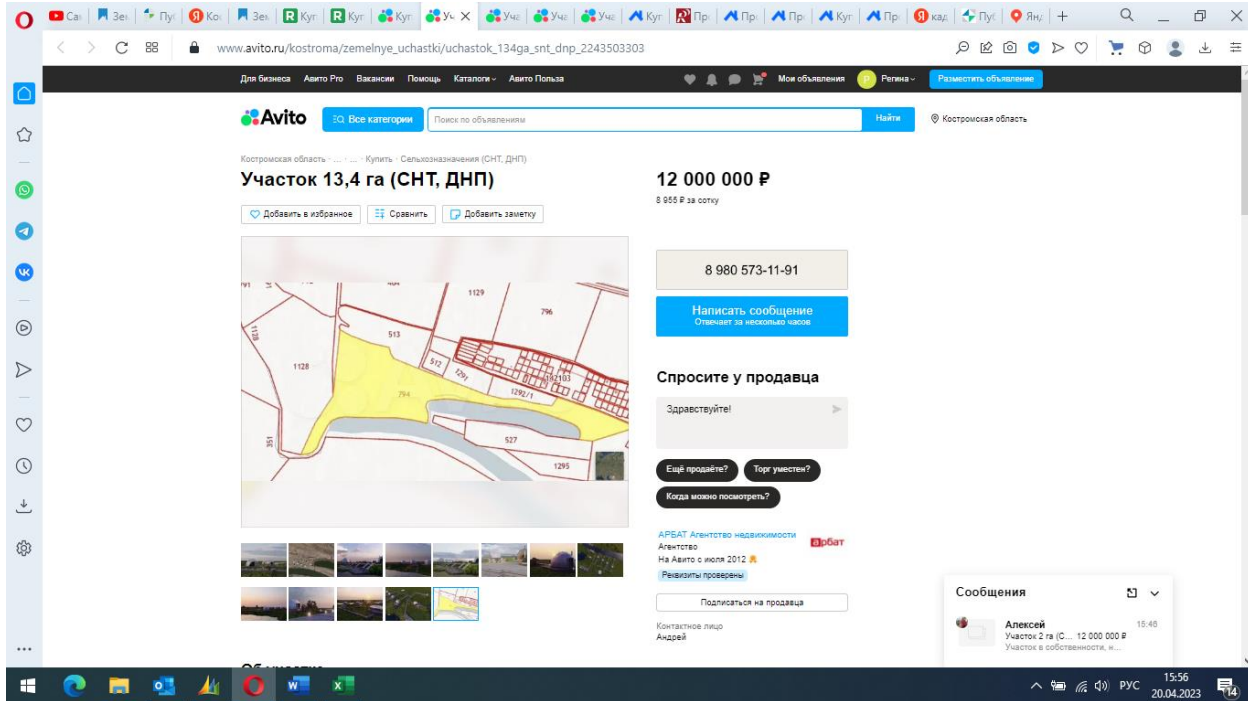 www.avito.ru/kostroma/zemelnye_uchastki/uchastok_134ga_snt_dnp_2243503303
Для бизнеса Авито Pro Вакансии Помощь Каталоги Авито Польза Мои объявления Регина Разместить объявление
Avito Все категории Поиск по объявлениям Найти Костромская область
Костромская область · ... · ... · Купить · Сельхозназначения (СНТ, ДНП)
Участок 13,4 га (СНТ, ДНП)
12 000 000 ₽
8 955 ₽ за сотку
Добавить в избранное Сравнить Добавить заметку
8 980 573-11-91
Написать сообщение
Отвечает за несколько часов
1129
796
1128
513
512
1291
182103
794
1292/1
1128
527
351
1295
Спросите у продавца
Здравствуйте!
Ещё продаёте? Торг уместен?
Когда можно посмотреть?
АРБАТ Агентство недвижимости
арбат
Агентство
На Авито с июля 2012
Реквизиты проверены
Подписаться на продавца
Контактное лицо
Андрей
Сообщения
Алексей 15:46
Участок 2 га (С... 12 000 000 ₽
Участок в собственности, н...
РУС
15:56
20.04.2023
14